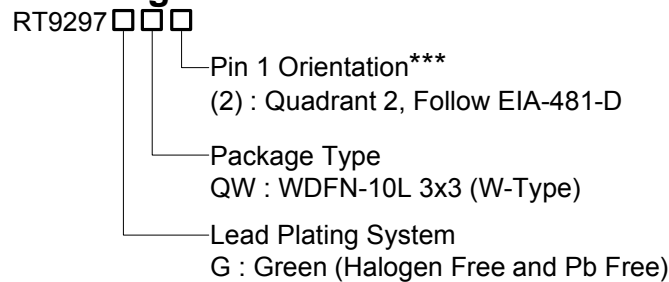 RT9297
Pin 1 Orientation***
(2) : Quadrant 2, Follow EIA-481-D
Package Type
QW : WDFN-10L 3x3 (W-Type)
Lead Plating System
G : Green (Halogen Free and Pb Free)